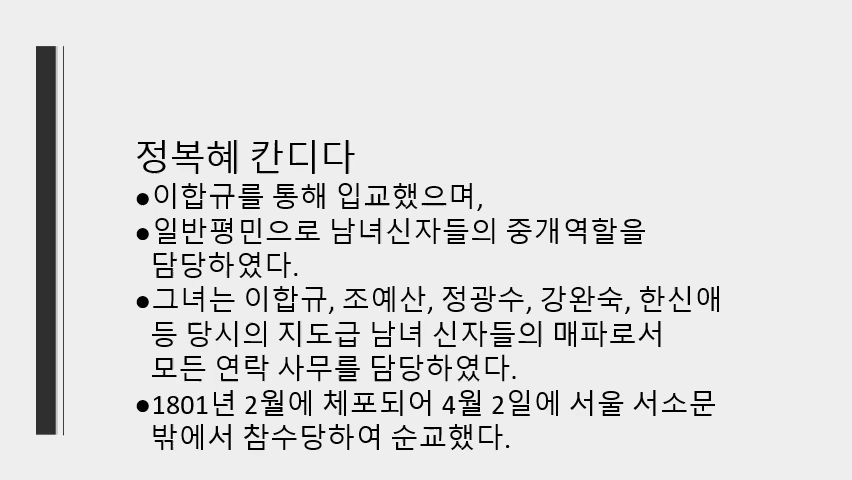 정복혜 칸디다
●이합규를 통해 입교했으며,
●일반평민으로 남녀신자들의 중개역할을
담당하였다.
●그녀는 이합규, 조예산, 정광수, 강완숙, 한신애
등 당시의 지도급 남녀 신자들의 매파로서
모든 연락 사무를 담당하였다.
●1801년 2월에 체포되어 4월 2일에 서울 서소문
밖에서 참수당하여 순교했다.